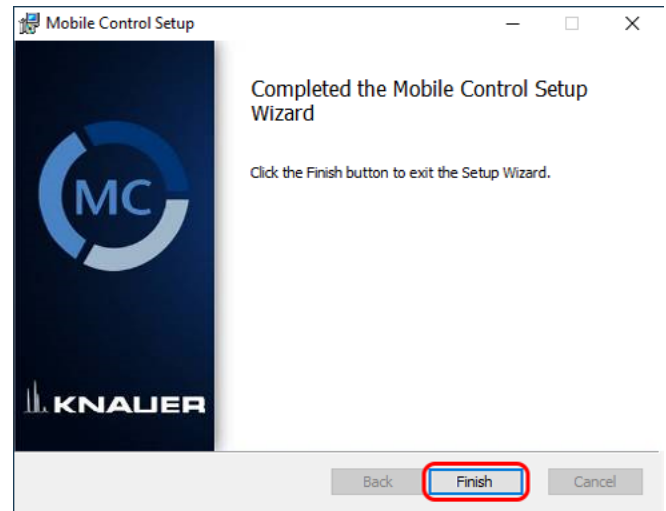 Mobile Control Setup
Completed the Mobile Control Setup
Wizard
Click the Finish button to exit the Setup Wizard.
MC
KNAUER
Back
Finish
Cancel